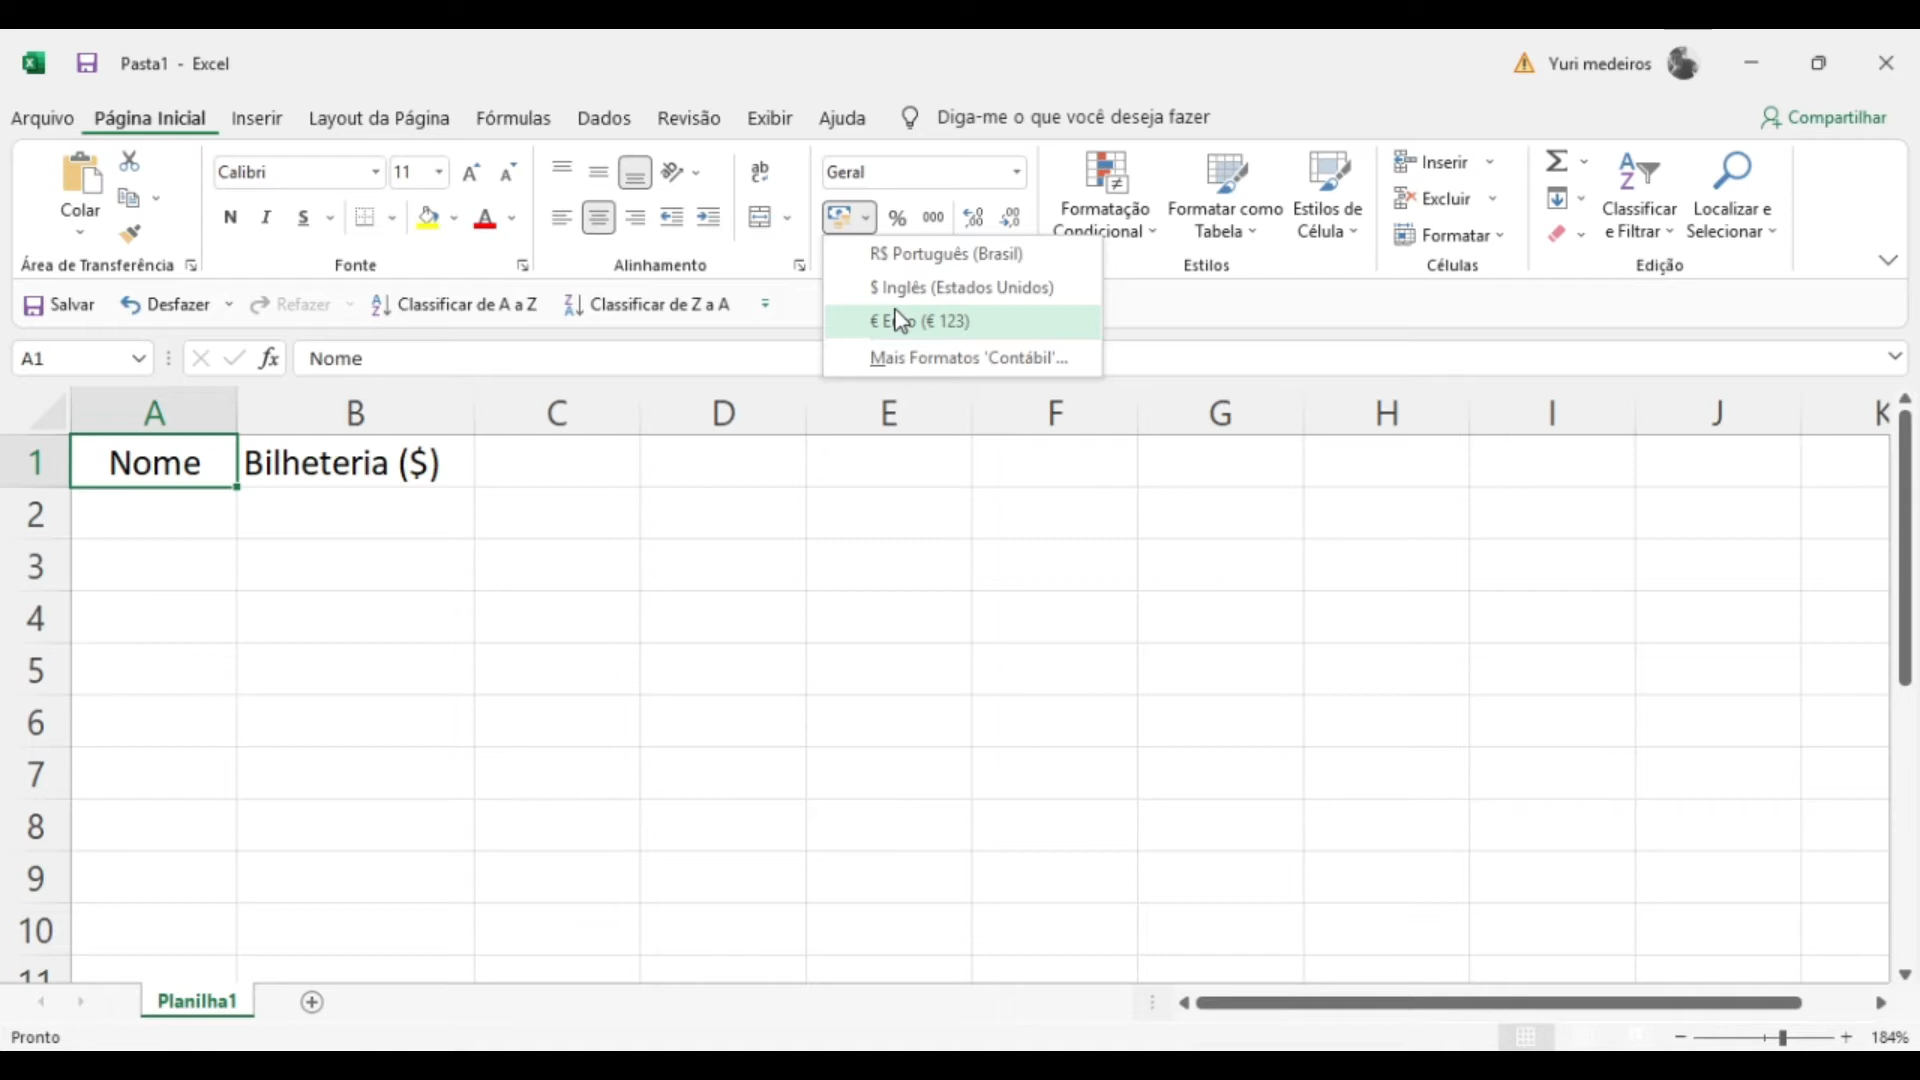 Pasta1 - Excel
Yuri medeiros
Arquivo Página Inicial Inserir Layout da Página Fórmulas Dados Revisão Exibir Ajuda Diga-me o que você deseja fazer Compartilhar
Colar
Área de Transferência
Calibri 11
N I S A
Fonte
ab
Alinhamento
Geral
% 000
Formatação
Condicional
Formatar como
Tabela
Estilos de
Célula
Estilos
Inserir
Excluir
Formatar
Células
Classificar
e Filtrar
Localizar e
Selecionar
Edição
R$ Português (Brasil)
$ Inglês (Estados Unidos)
(€ 123)
Mais Formatos 'Contábil'...
Salvar Desfazer Refazer Classificar de A a Z Classificar de Z a A
A1 fx Nome
A B C D E F G H I J K
1 Nome Bilheteria ($)
2
3
4
5
6
7
8
9
10
11
Planilha1
Pronto 184%